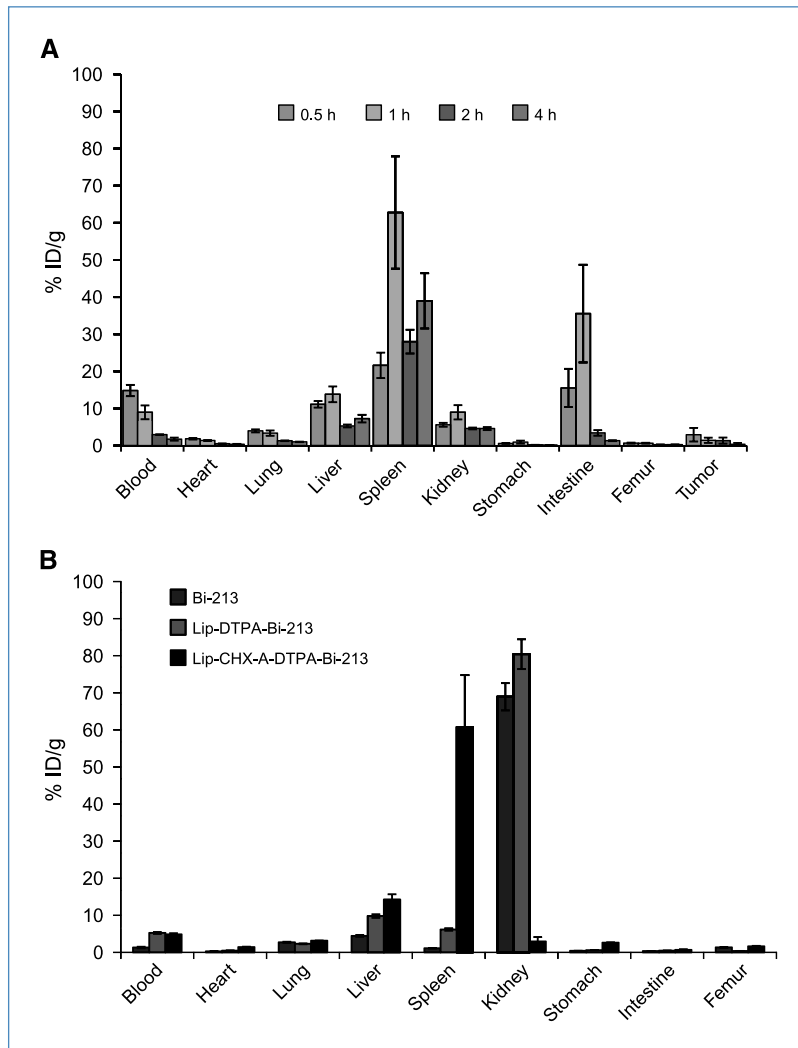 A
100
90
80
70
60
50
40
30
20
10
0
% ID/g
0.5 h 1 h 2 h 4 h
Blood Heart Lung Liver Spleen Kidney Stomach Intestine Femur Tumor
B
100
90
80
70
60
50
40
30
20
10
0
% ID/g
Bi-213
Lip-DTPA-Bi-213
Lip-CHX-A-DTPA-Bi-213
Blood Heart Lung Liver Spleen Kidney Stomach Intestine Femur